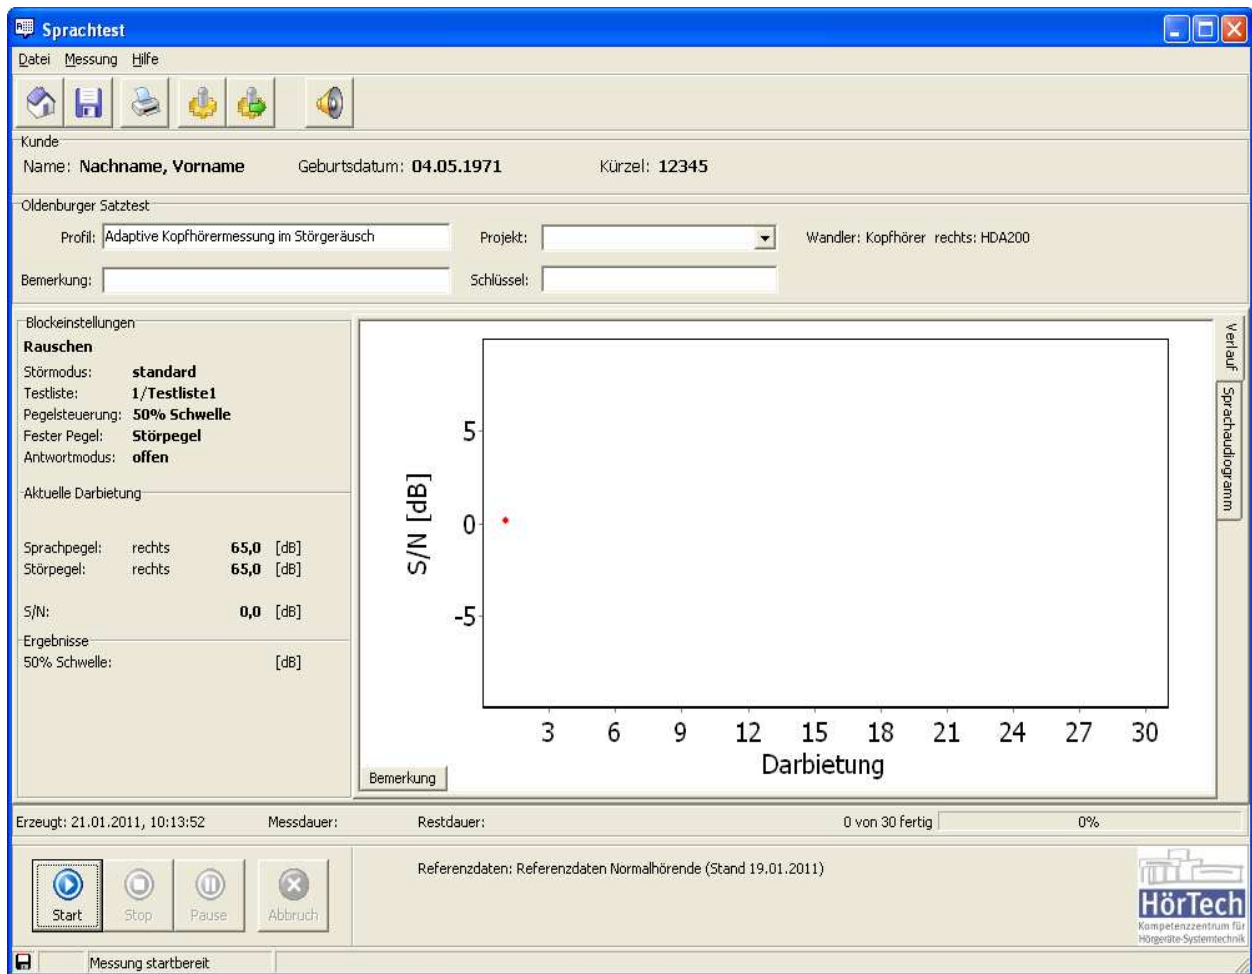 Sprachtest
Datei Messung Hilfe
Kunde
Name: Nachname, Vorname Geburtsdatum: 04.05.1971 Kürzel: 12345
Oldenburger Satztest
Profil: Adaptive Kopfhörermessung im Störgeräusch Projekt: Wandler: Kopfhörer rechts: HDA200
Bemerkung: Schlüssel:
Blockeinstellungen
Rauschen
Störmodus: standard
Testliste: 1/Testliste1
Pegelsteuerung: 50% Schwelle
Fester Pegel: Störpegel
Antwortmodus: offen
Aktuelle Darbietung
Sprachpegel: rechts 65,0 [dB]
Störpegel: rechts 65,0 [dB]
S/N: 0,0 [dB]
Ergebnisse
50% Schwelle: [dB]
S/N [dB]
5
0
-5
3 6 9 12 15 18 21 24 27 30
Darbietung
Bemerkung
Verlauf
Sprachaudiogramm
Erzeugt: 21.01.2011, 10:13:52 Messdauer: Restdauer: 0 von 30 fertig 0%
Start Stop Pause Abbruch
Referenzdaten: Referenzdaten Normalhörende (Stand 19.01.2011)
HörTech
Kompetenzzentrum für
Hörgeräte-Systemtechnik
Messung startbereit